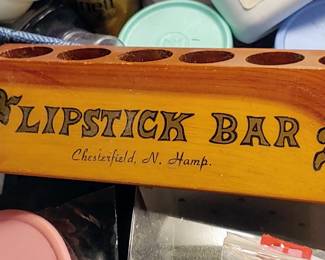 LIPSTICK BAR
Chesterfield, N. Hamp.